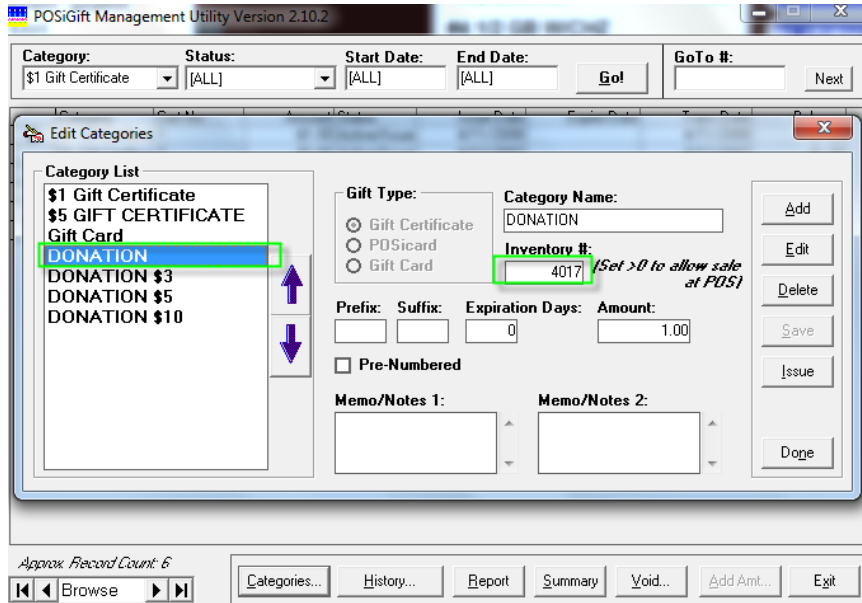 POSiGift Management Utility Version 2.10.2
Category: Status: Start Date: End Date: GoTo #:
$1 Gift Certificate [ALL] [ALL] [ALL] Go! Next
Edit Categories
Category List
$1 Gift Certificate
$5 GIFT CERTIFICATE
Gift Card
DONATION
DONATION $3
DONATION $5
DONATION $10
Gift Type:
Gift Certificate
POSicard
Gift Card
Category Name:
DONATION
Inventory #:
4017 (Set >0 to allow sale
at POS)
Prefix: Suffix: Expiration Days: Amount:
0 1.00
Pre-Numbered
Memo/Notes 1: Memo/Notes 2:
Add
Edit
Delete
Save
Issue
Done
Approx. Record Count: 6
Browse Categories... History... Report Summary Void... Add Amt... Exit